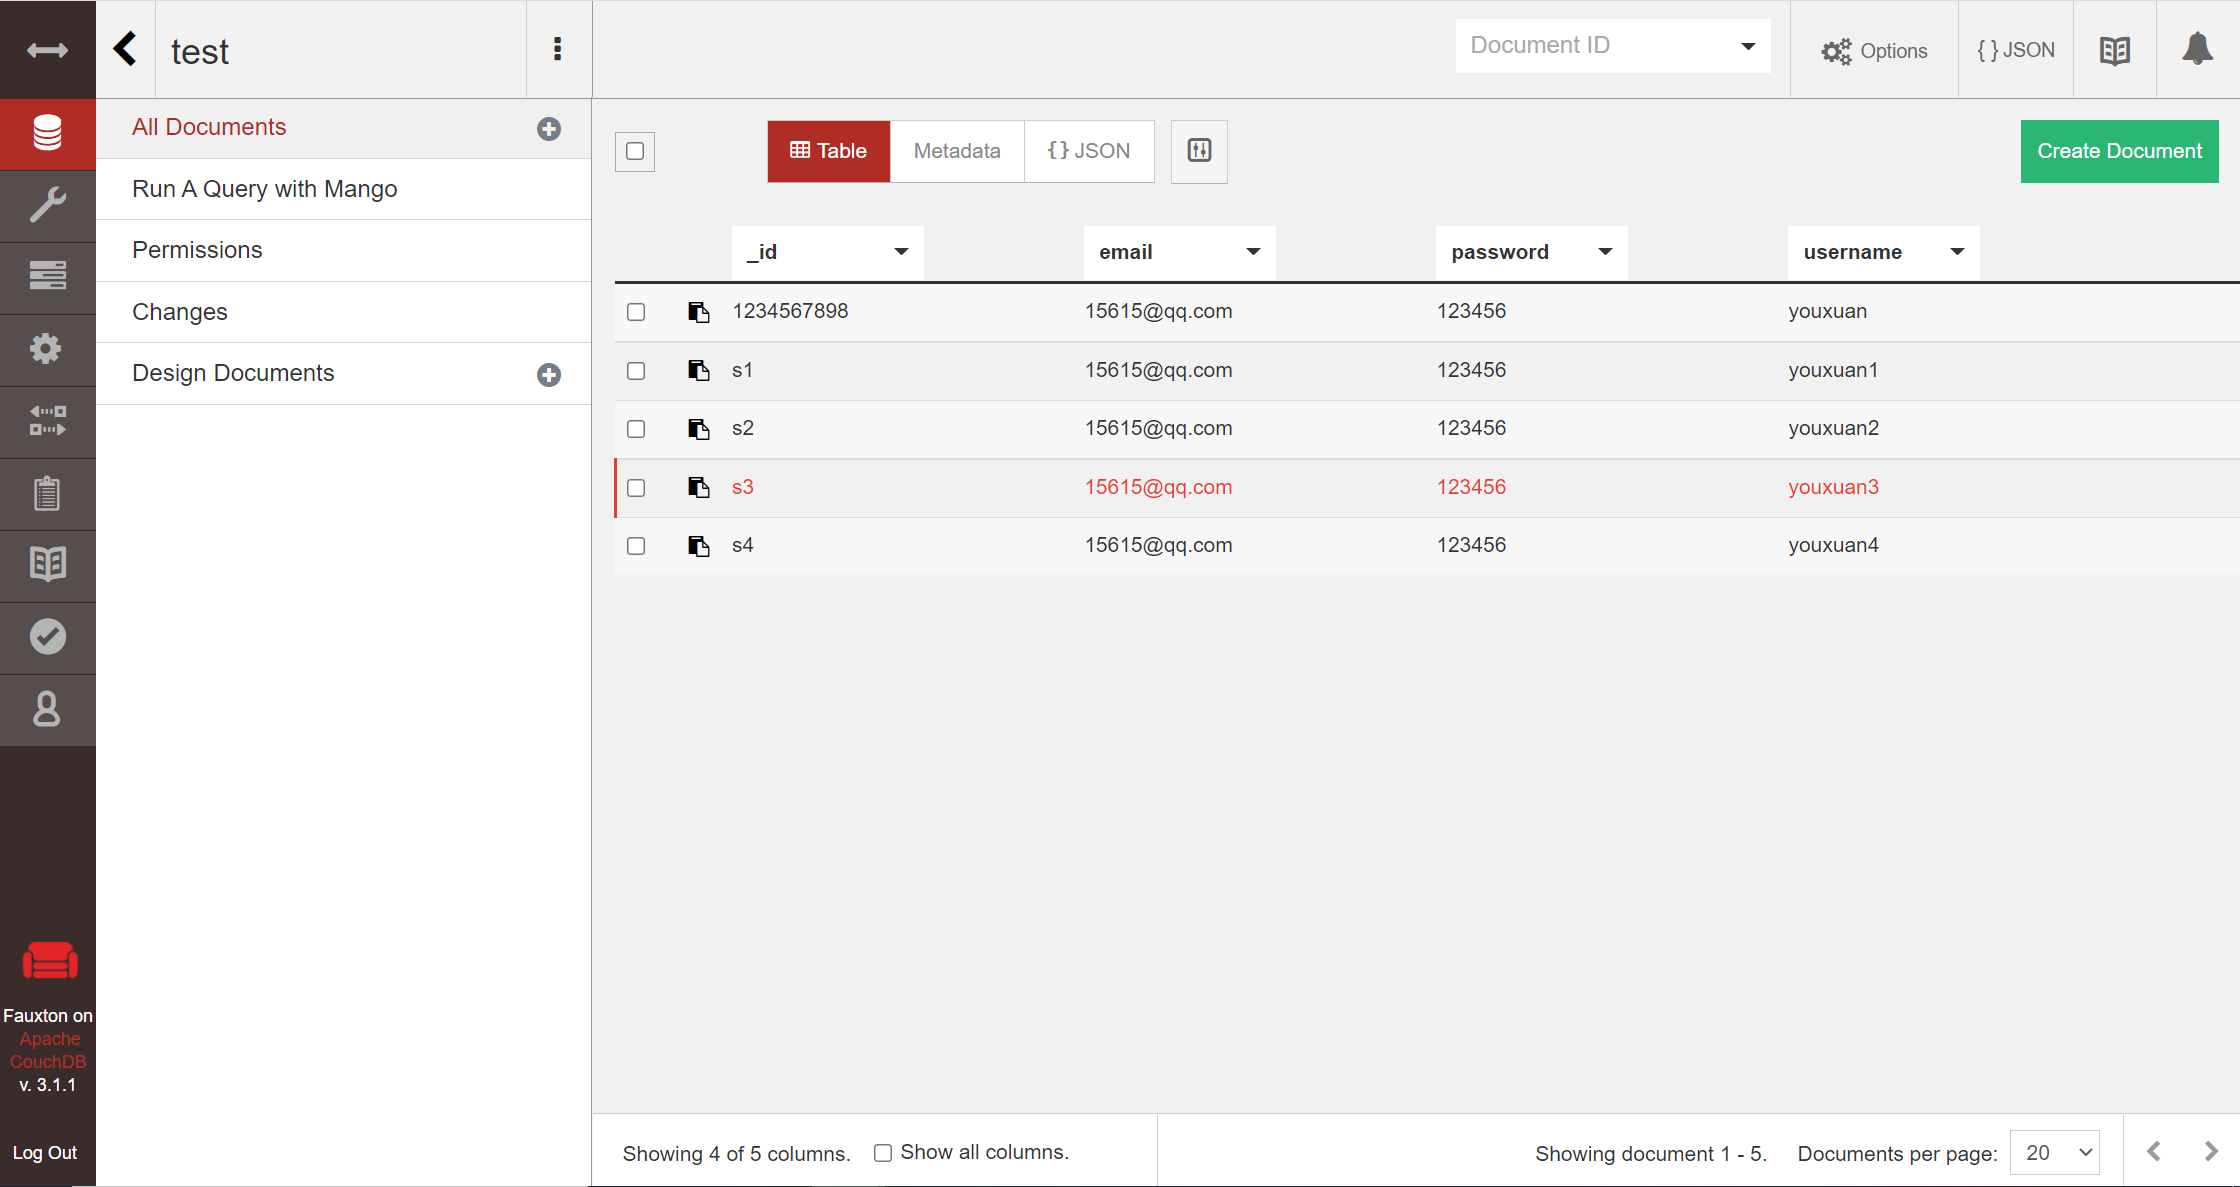 test
Document ID
Options
{ } JSON
All Documents
Run A Query with Mango
Permissions
Changes
Design Documents
Table
Metadata
{} JSON
Create Document
_id email password username
1234567898 15615@qq.com 123456 youxuan
s1 15615@qq.com 123456 youxuan1
s2 15615@qq.com 123456 youxuan2
s3 15615@qq.com 123456 youxuan3
s4 15615@qq.com 123456 youxuan4
Fauxton on
Apache
CouchDB
v. 3.1.1
Log Out
Showing 4 of 5 columns.
Show all columns.
Showing document 1 - 5.
Documents per page: 20